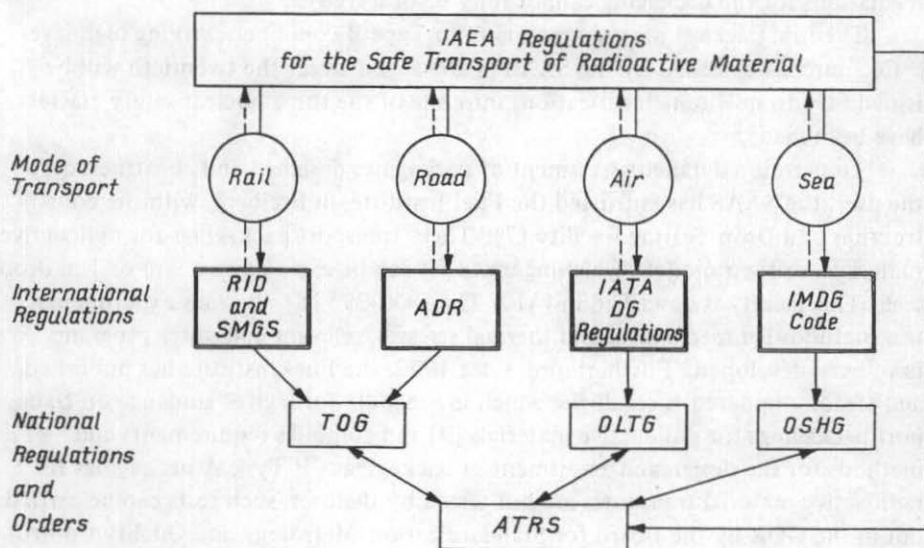 IAEA Regulations
for the Safe Transport of Radioactive Material
Mode of
Transport
Rail
Road
Air
Sea
International
Regulations
RID
and
SMGS
ADR
IATA
DG
Regulations
IMDG
Code
National
Regulations
and
Orders
TOG
OLTG
OSHG
ATRS